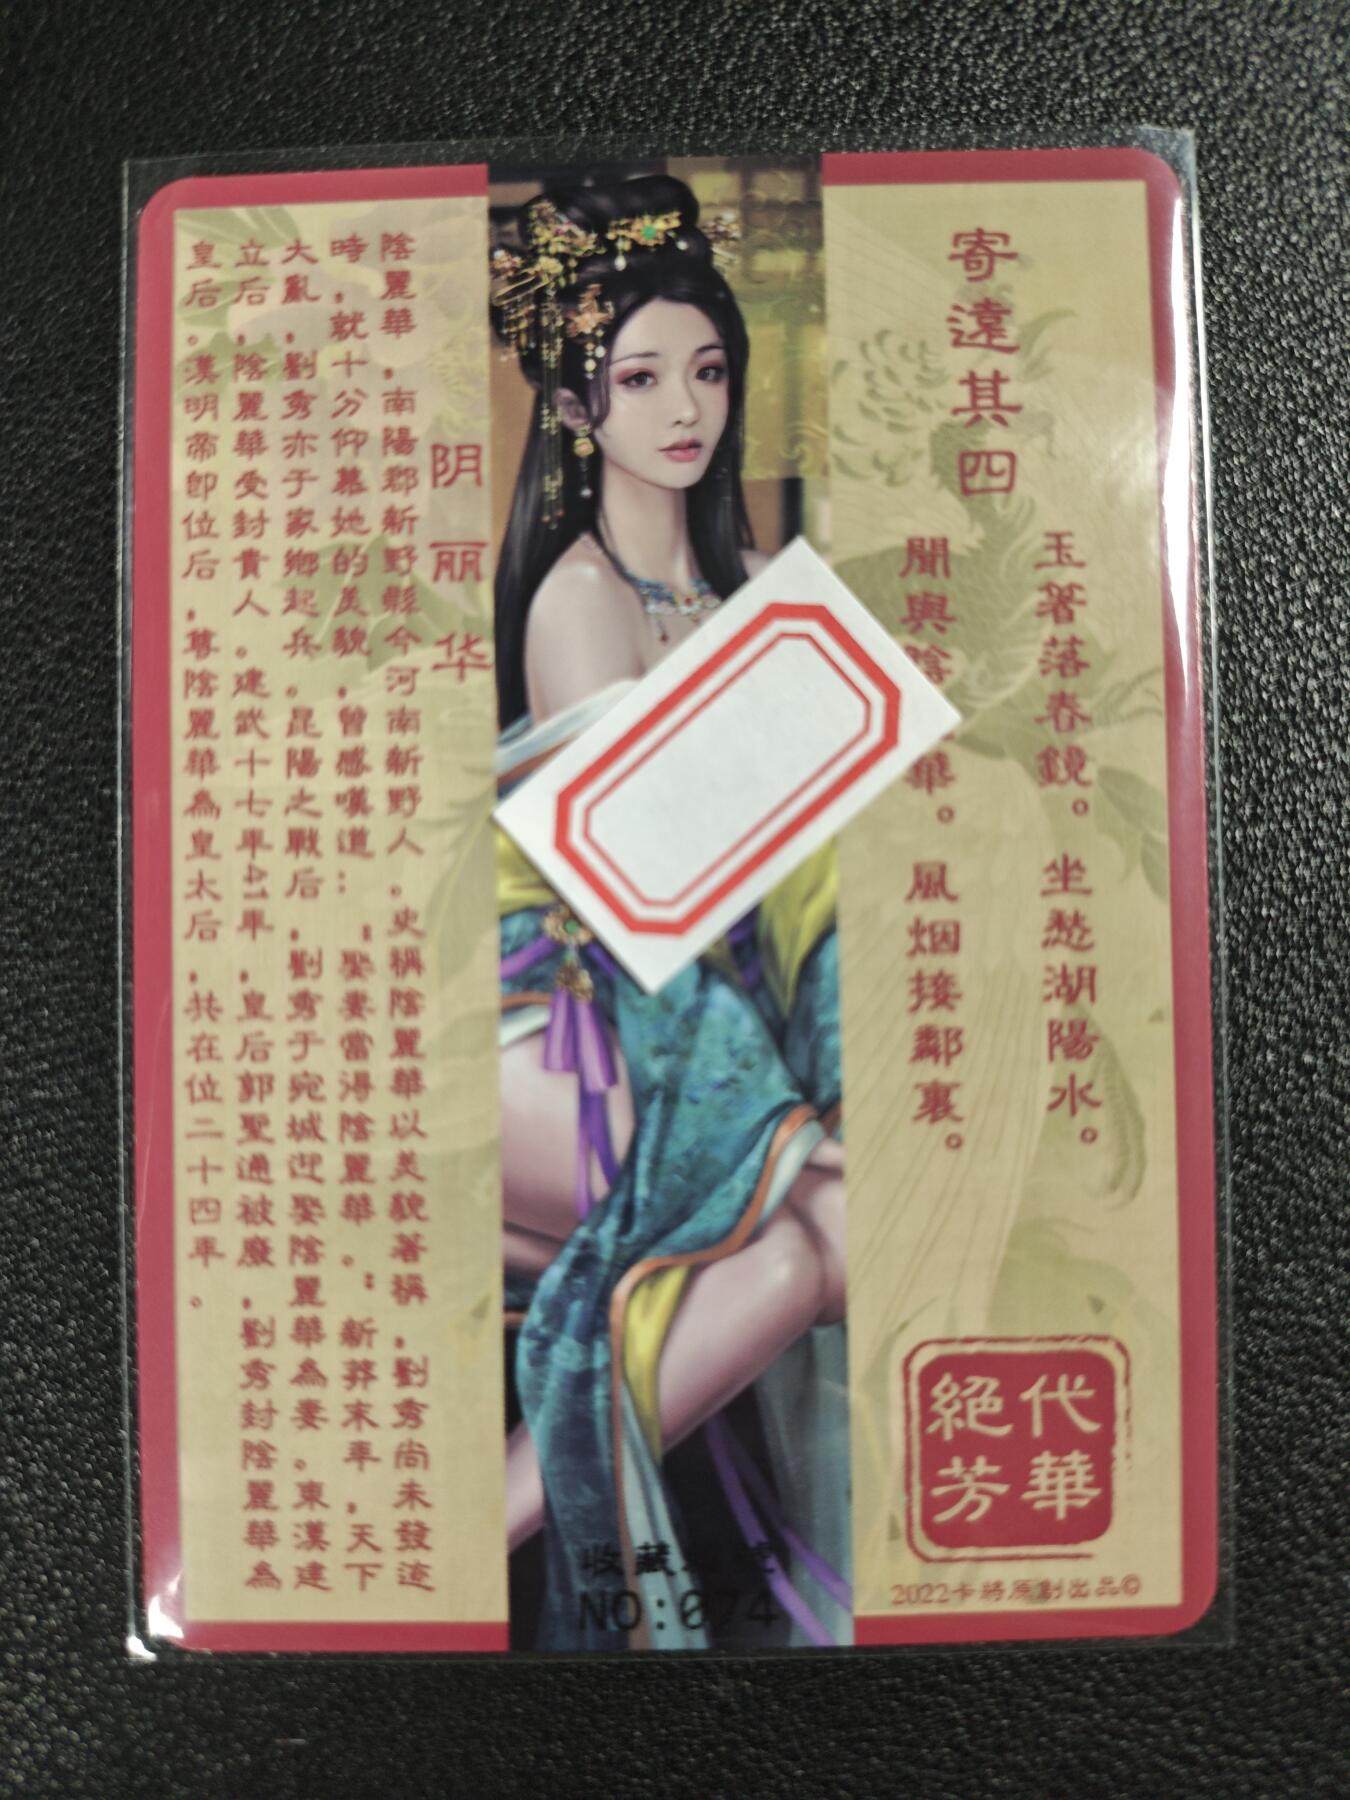 寄遠其四
玉箸落春鏡。坐愁湖陽水。
聞與陰華。風烟接鄰裏。
絕代
芳華
2022卡將原創出品©
阴丽华
陰麗華，南陽郡新野縣今河南新野人。史稱陰麗華以美貌著稱，劉秀尚未發迹
時，就十分仰慕她的美貌，曾感嘆道：：娶妻當得陰麗華。：新莽末年，天下
大亂，劉秀亦于家鄉起兵。昆陽之戰后，劉秀于宛城迎娶陰麗華為妻。東漢建
立后，陰麗華受封貴人。建武十七年41年，皇后郭聖通被廢，劉秀封陰麗華為
皇后。漢明帝即位后，尊陰麗華為皇太后，共在位二十四年。
收藏
NO:074